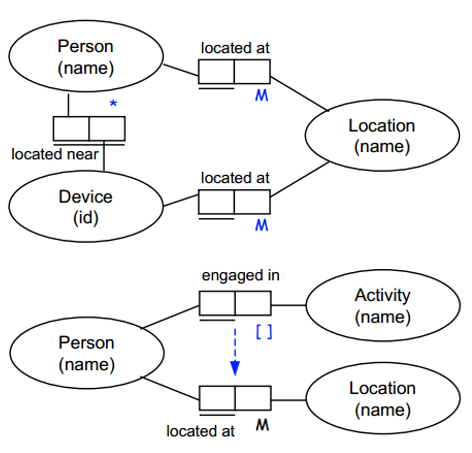 Person
(name)
located at
M
*
located near
Location
(name)
Device
(id)
located at
M
engaged in
Activity
(name)
[ ]
Person
(name)
Location
(name)
located at
M